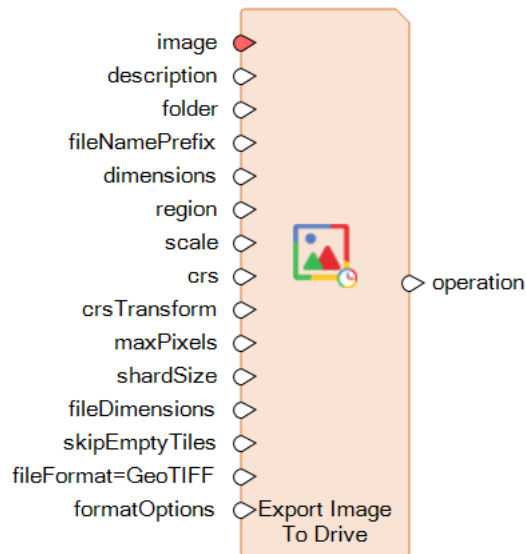 image
description
folder
fileNamePrefix
dimensions
region
scale
crs
operation
crsTransform
maxPixels
shardSize
fileDimensions
skipEmptyTiles
fileFormat=GeoTIFF
formatOptions
Export Image
To Drive